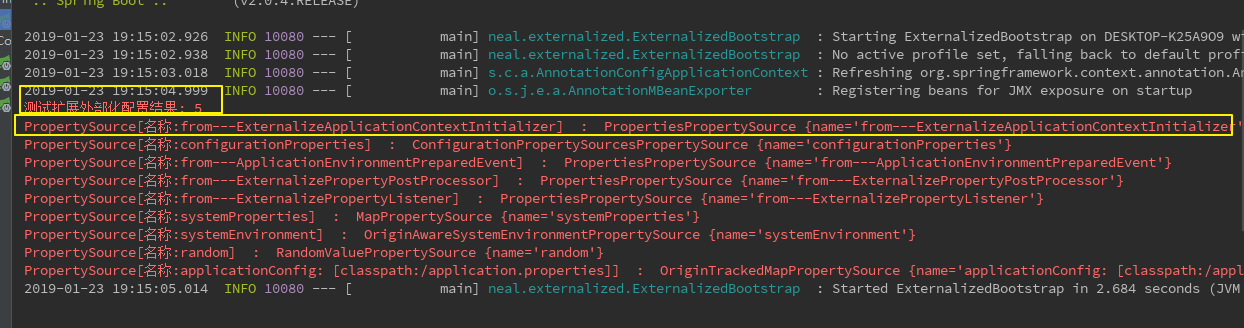 :: Spring Boot ::        (v2.0.4.RELEASE)
2019-01-23 19:15:02.926  INFO 10080 --- [           main] neal.externalized.ExternalizedBootstrap  : Starting ExternalizedBootstrap on DESKTOP-K25A9O9 wi
2019-01-23 19:15:02.938  INFO 10080 --- [           main] neal.externalized.ExternalizedBootstrap  : No active profile set, falling back to default prof
2019-01-23 19:15:03.018  INFO 10080 --- [           main] s.c.a.AnnotationConfigApplicationContext : Refreshing org.springframework.context.annotation.An
2019-01-23 19:15:04.999  INFO 10080 --- [           main] o.s.j.e.a.AnnotationMBeanExporter        : Registering beans for JMX exposure on startup
测试扩展外部化配置结果: 5
PropertySource[名称:from---ExternalizeApplicationContextInitializer]  :  PropertiesPropertySource {name='from---ExternalizeApplicationContextInitializer'
PropertySource[名称:configurationProperties]  :  ConfigurationPropertySourcesPropertySource {name='configurationProperties'}
PropertySource[名称:from---ApplicationEnvironmentPreparedEvent]  :  PropertiesPropertySource {name='from---ApplicationEnvironmentPreparedEvent'}
PropertySource[名称:from---ExternalizePropertyPostProcessor]  :  PropertiesPropertySource {name='from---ExternalizePropertyPostProcessor'}
PropertySource[名称:from---ExternalizePropertyListener]  :  PropertiesPropertySource {name='from---ExternalizePropertyListener'}
PropertySource[名称:systemProperties]  :  MapPropertySource {name='systemProperties'}
PropertySource[名称:systemEnvironment]  :  OriginAwareSystemEnvironmentPropertySource {name='systemEnvironment'}
PropertySource[名称:random]  :  RandomValuePropertySource {name='random'}
PropertySource[名称:applicationConfig: [classpath:/application.properties]]  :  OriginTrackedMapPropertySource {name='applicationConfig: [classpath:/appl
2019-01-23 19:15:05.014  INFO 10080 --- [           main] neal.externalized.ExternalizedBootstrap  : Started ExternalizedBootstrap in 2.684 seconds (JVM